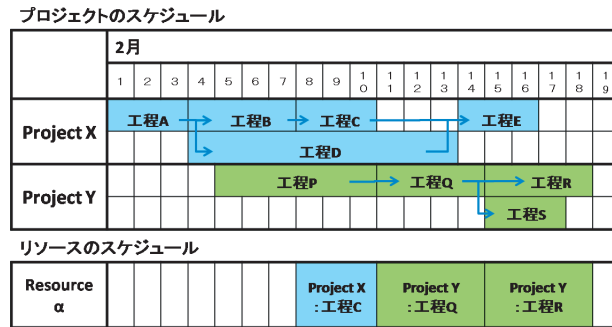 プロジェクトのスケジュール
2月
1 2 3 4 5 6 7 8 9 10 11 12 13 14 15 16 17 18 19
Project X
工程A 工程B 工程C 工程E
工程D
Project Y
工程P 工程Q 工程R
工程S
リソースのスケジュール
Resource
α
Project X
:工程C
Project Y
:工程Q
Project Y
:工程R